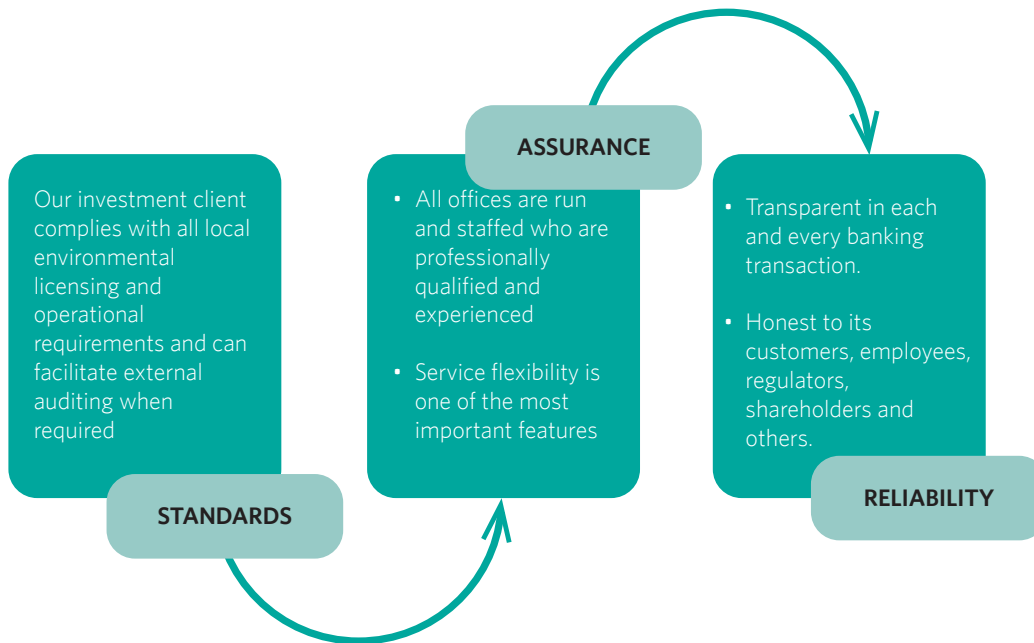 Our investment client
complies with all local
environmental
licensing and
operational
requirements and can
facilitate external
auditing when
required
STANDARDS
ASSURANCE
• All offices are run
and staffed who are
professionally
qualified and
experienced
• Service flexibility is
one of the most
important features
• Transparent in each
and every banking
transaction.
• Honest to its
customers, employees,
regulators,
shareholders and
others.
RELIABILITY